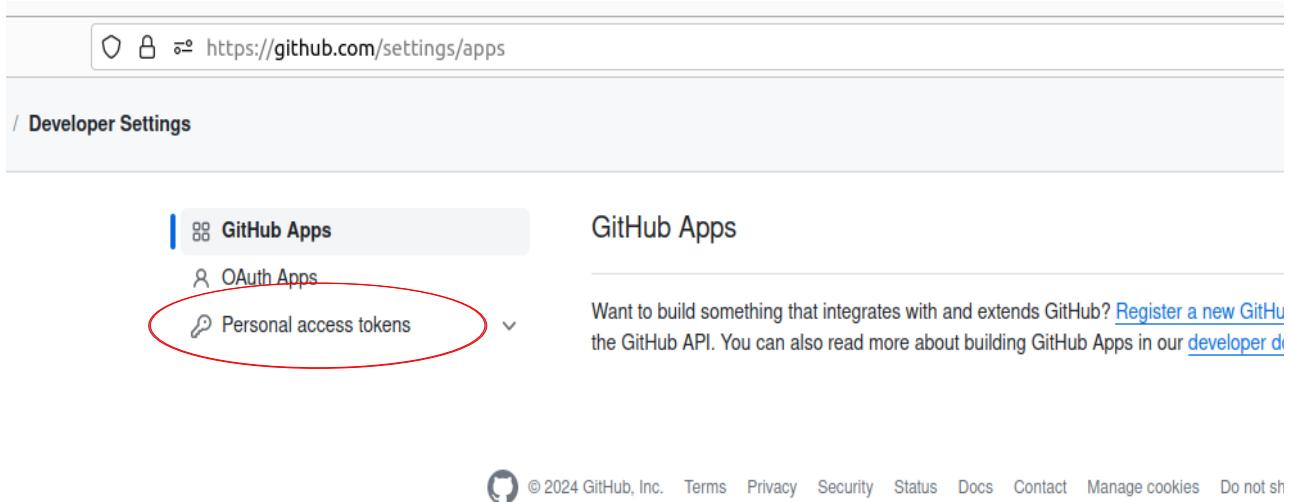 https://github.com/settings/apps
/ Developer Settings
GitHub Apps
OAuth Apps
Personal access tokens
GitHub Apps
Want to build something that integrates with and extends GitHub? Register a new GitHu
the GitHub API. You can also read more about building GitHub Apps in our developer d
© 2024 GitHub, Inc. Terms Privacy Security Status Docs Contact Manage cookies Do not sh